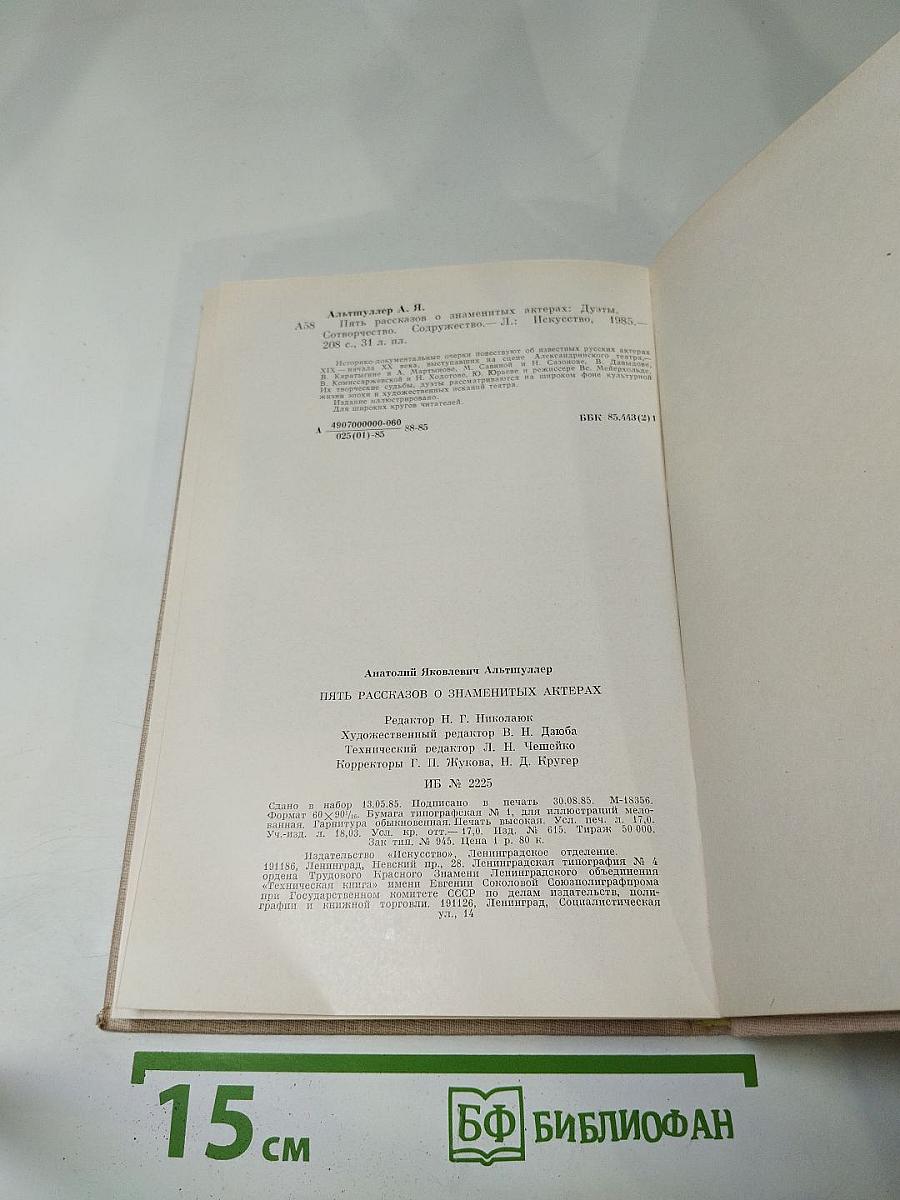 Альтшуллер А. Я.
А58 Пять рассказов о знаменитых актерах: Дуэты,
Сотворчество. Содружество.— Л.: Искусство, 1985.—
208 с., 31 л. пл.
Историко-документальные очерки повествуют об известных русских актерах
XIX — начала XX века, выступавших на сцене Александринского театра,—
В. Каратыгине и А. Мартынове, М. Савиной и Н. Сазонове, В. Давыдове,
В. Комиссаржевской и Н. Ходотове, Ю. Юрьеве и режиссере Вс. Мейерхольде.
Их творческие судьбы, дуэты рассматриваются на широком фоне культурной
жизни эпохи и художественных исканий театра.
Издание иллюстрировано.
Для широких кругов читателей.
А 4907000000-060 88-85
025(01)-85
ББК 85.443(2)1
Анатолий Яковлевич Альтшуллер
ПЯТЬ РАССКАЗОВ О ЗНАМЕНИТЫХ АКТЕРАХ
Редактор Н. Г. Николаюк
Художественный редактор В. Н. Дзюба
Технический редактор Л. Н. Чешейко
Корректоры Г. П. Жукова, Н. Д. Кругер
ИБ № 2225
Сдано в набор 13.05.85. Подписано в печать 30.08.85. М-18356.
Формат 60×90 1/16. Бумага типографская № 1, для иллюстраций мело-
ванная. Гарнитура обыкновенная. Печать высокая. Усл. печ. л. 17,0.
Уч.-изд. л. 18,03. Усл. кр. отт.— 17,0. Изд. № 615. Тираж 50 000.
Зак тип. № 945. Цена 1 р. 80 к.
Издательство «Искусство», Ленинградское отделение.
191186, Ленинград, Невский пр., 28. Ленинградская типография № 4
ордена Трудового Красного Знамени Ленинградского объединения
«Техническая книга» имени Евгении Соколовой Союзполиграфпрома
при Государственном комитете СССР по делам издательств, поли-
графии и книжной торговли. 191126, Ленинград, Социалистическая
ул., 14
15 см
БФ БИБЛИОФАН